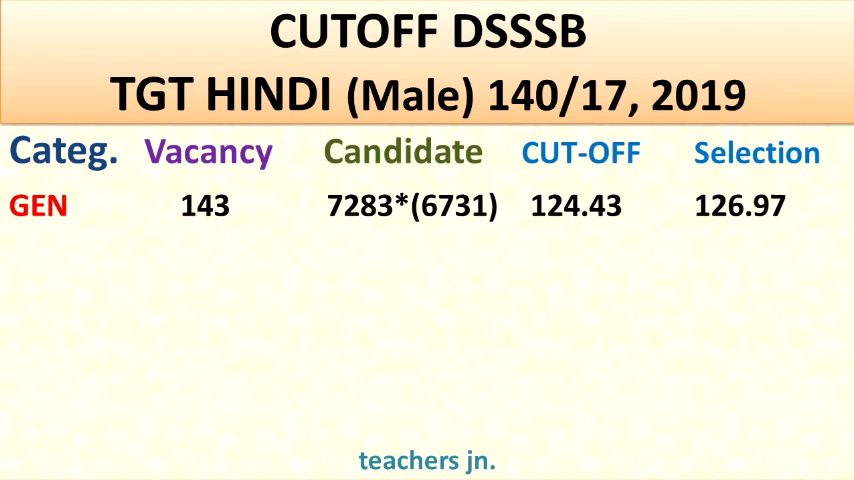 CUTOFF DSSSB
TGT HINDI (Male) 140/17, 2019
Categ. Vacancy Candidate CUT-OFF Selection
GEN 143 7283*(6731) 124.43 126.97
teachers jn.